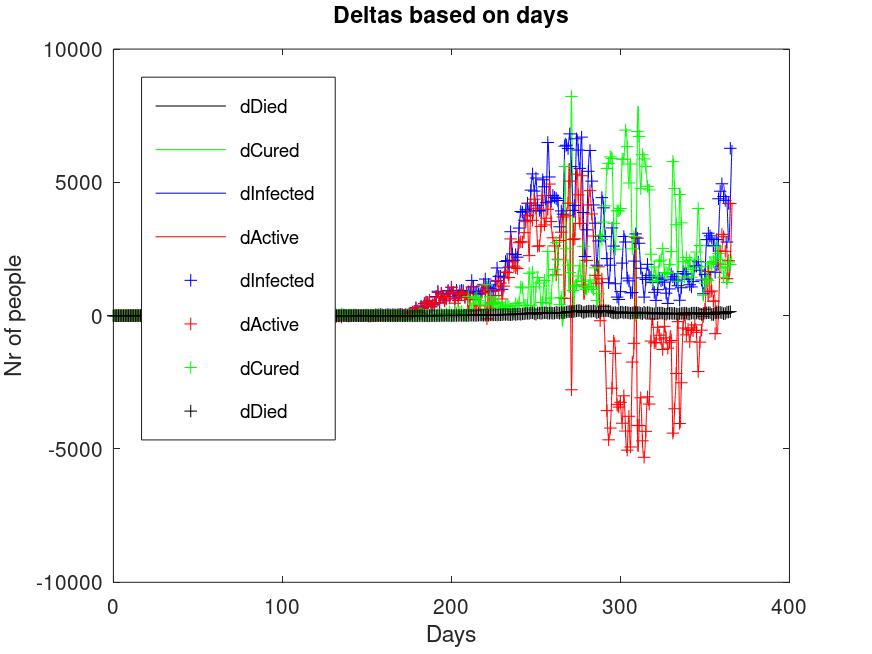 Deltas based on days
10000
5000
0
-5000
-10000
Nr of people
dDied
dCured
dInfected
dActive
dInfected
dActive
dCured
dDied
0 100 200 300 400
Days